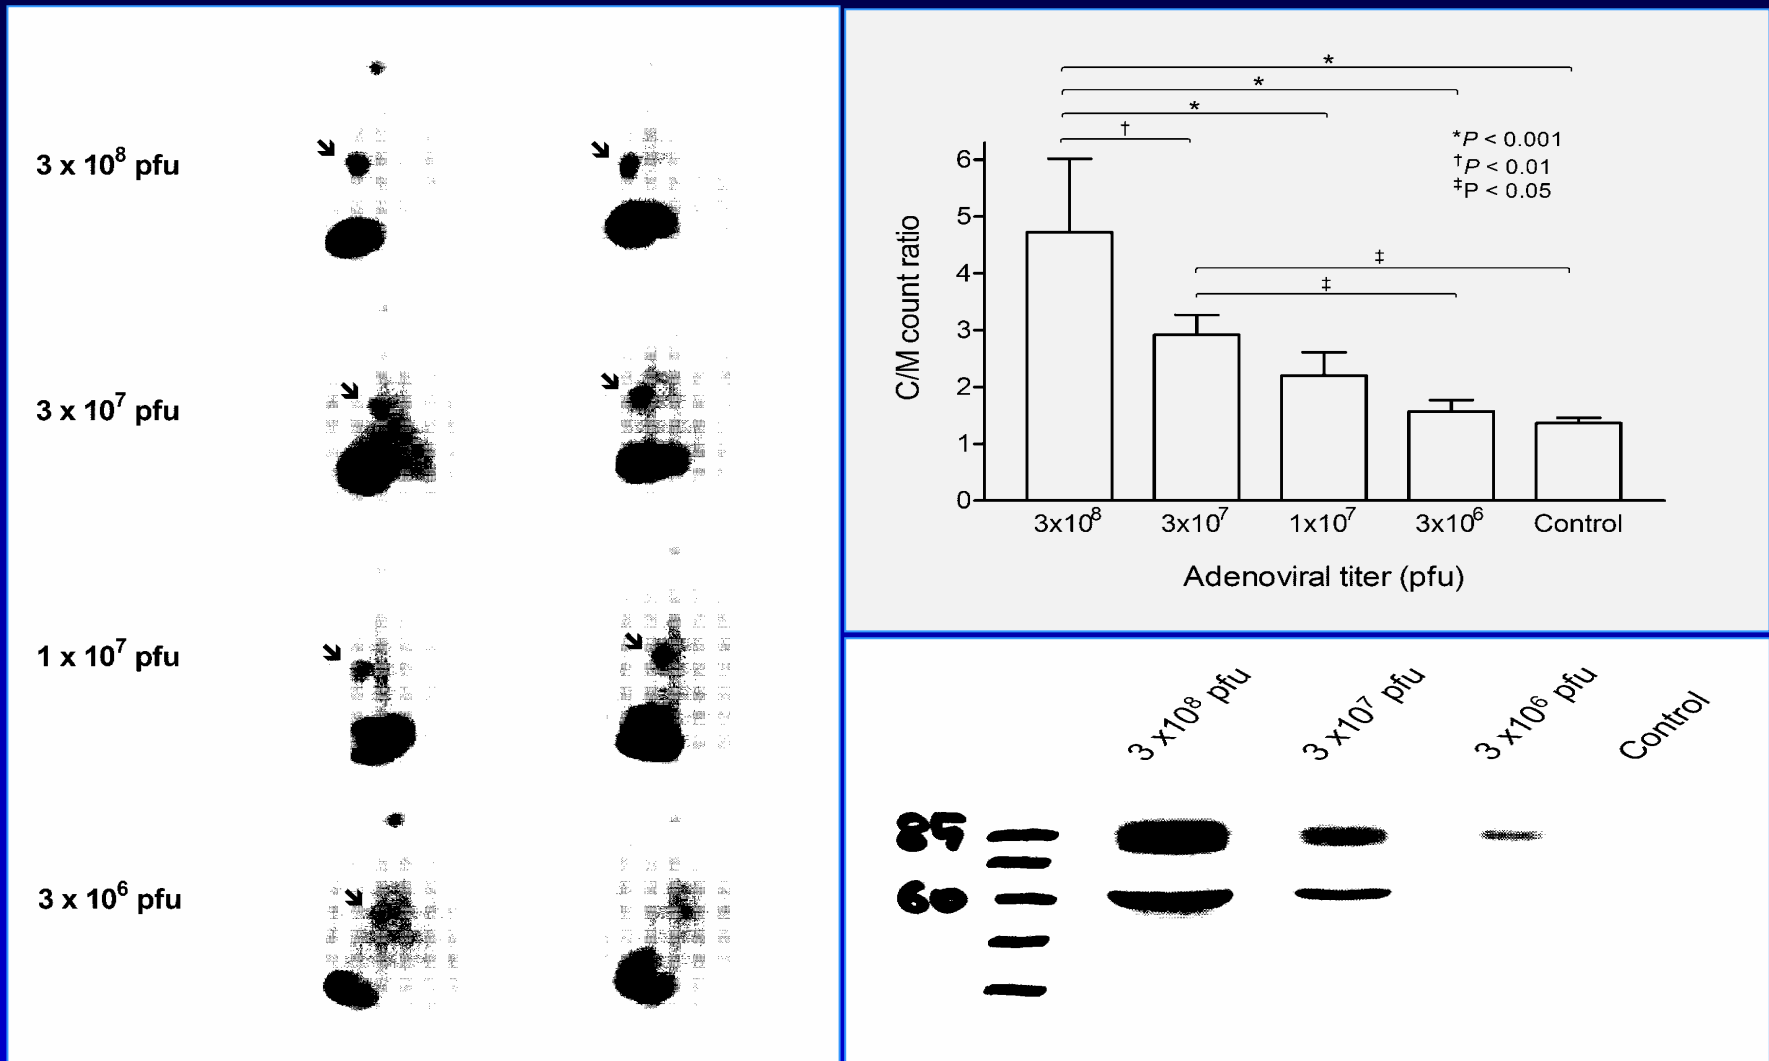 3 x 10⁸ pfu
3 x 10⁷ pfu
1 x 10⁷ pfu
3 x 10⁶ pfu
*
*
*
†
*P < 0.001
†P < 0.01
‡P < 0.05
‡
‡
C/M count ratio
6
5
4
3
2
1
0
3x10⁸ 3x10⁷ 1x10⁷ 3x10⁶ Control
Adenoviral titer (pfu)
3 x10⁸ pfu 3 x10⁷ pfu 3 x10⁶ pfu Control
85
60